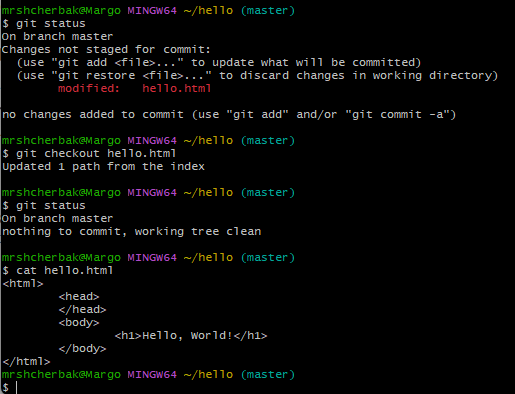 mrshcherbak@Margo MINGW64 ~/hello (master)
$ git status
On branch master
Changes not staged for commit:
  (use "git add <file>..." to update what will be committed)
  (use "git restore <file>..." to discard changes in working directory)
        modified:   hello.html

no changes added to commit (use "git add" and/or "git commit -a")

mrshcherbak@Margo MINGW64 ~/hello (master)
$ git checkout hello.html
Updated 1 path from the index

mrshcherbak@Margo MINGW64 ~/hello (master)
$ git status
On branch master
nothing to commit, working tree clean

mrshcherbak@Margo MINGW64 ~/hello (master)
$ cat hello.html
<html>
        <head>
        </head>
        <body>
                <h1>Hello, World!</h1>
        </body>
</html>
mrshcherbak@Margo MINGW64 ~/hello (master)
$